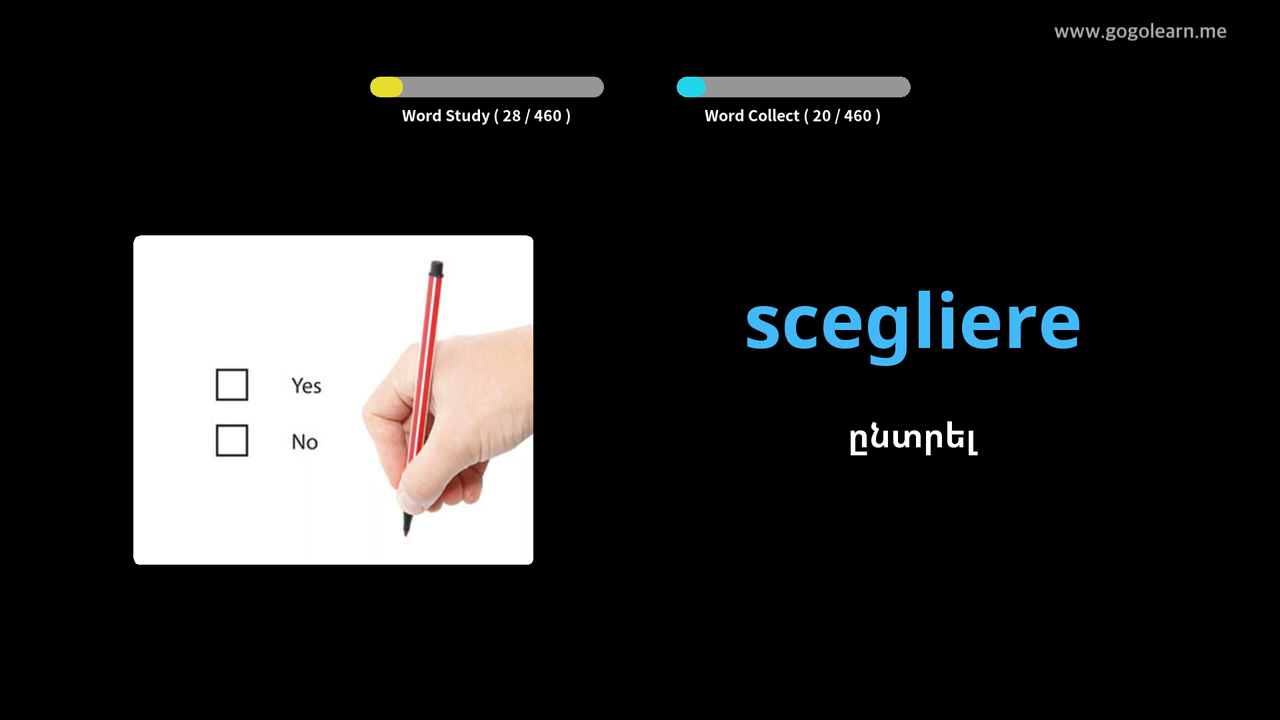 www.gogolearn.me
Word Study ( 28 / 460 )
Word Collect ( 20 / 460 )
Yes
No
scegliere
ընտրել